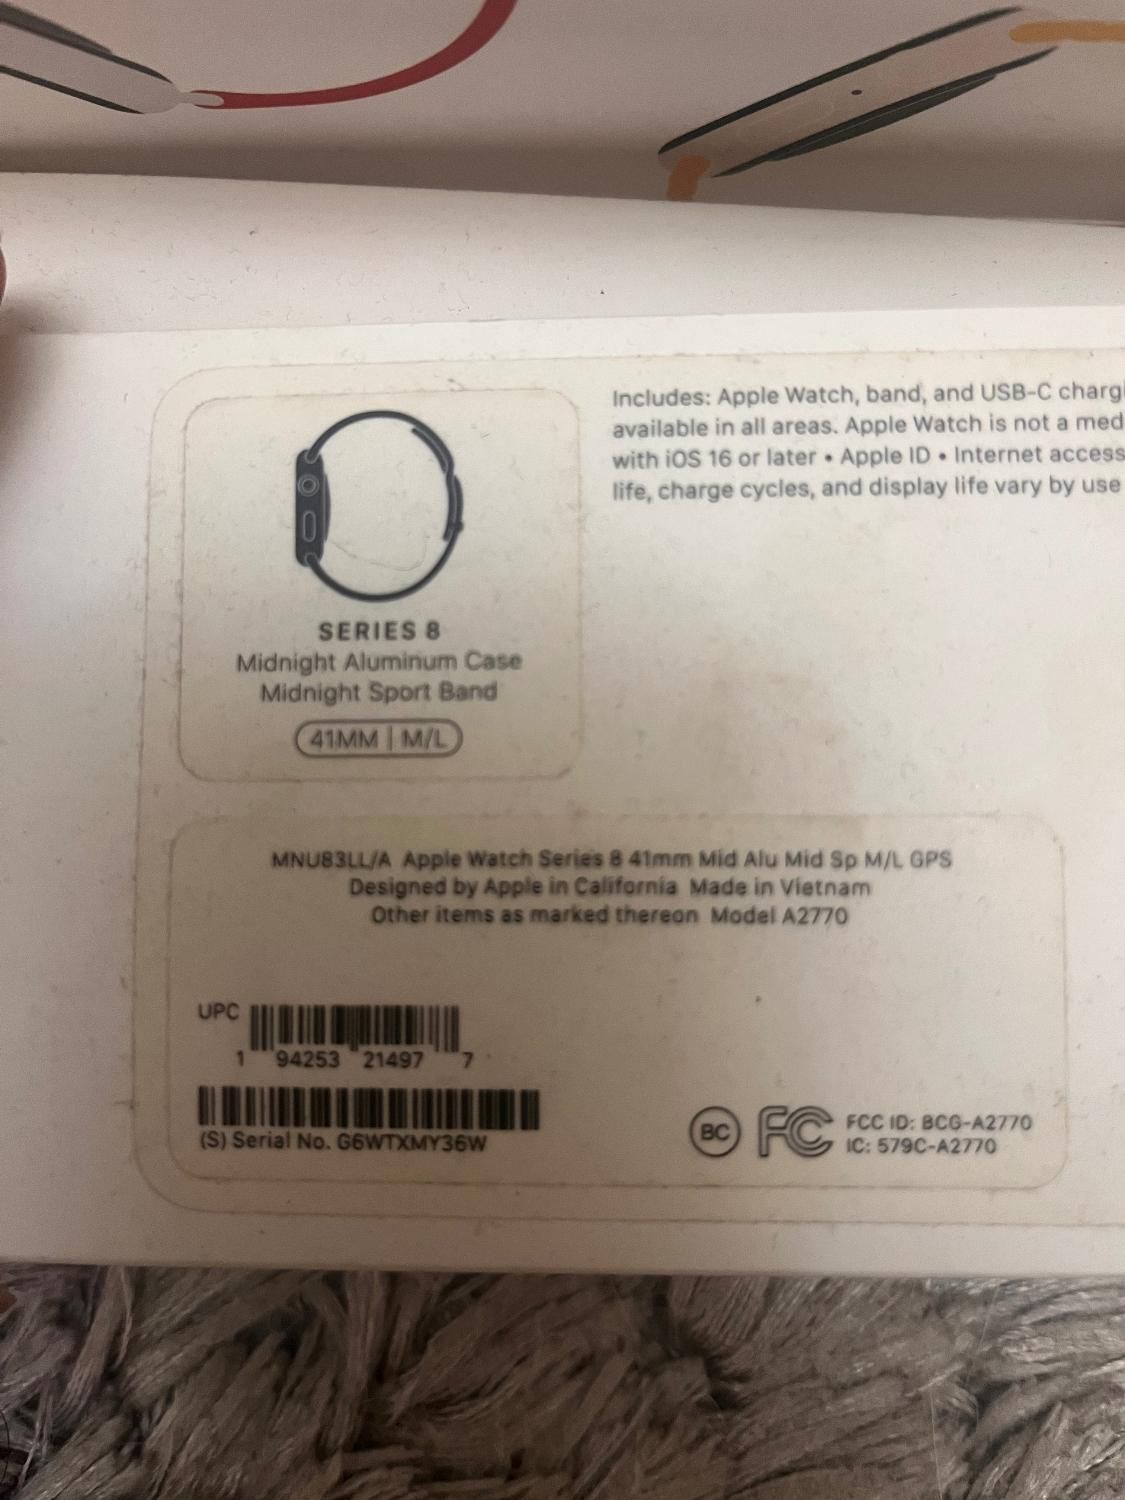 Includes: Apple Watch, band, and USB-C chargi
available in all areas. Apple Watch is not a med
with iOS 16 or later • Apple ID • Internet access
life, charge cycles, and display life vary by use
SERIES 8
Midnight Aluminum Case
Midnight Sport Band
41MM | M/L
MNU83LL/A Apple Watch Series 8 41mm Mid Alu Mid Sp M/L GPS
Designed by Apple in California Made in Vietnam
Other items as marked thereon Model A2770
UPC
1 94253 21497 7
(S) Serial No. G6WTXMY36W
BC FC FCC ID: BCG-A2770
IC: 579C-A2770